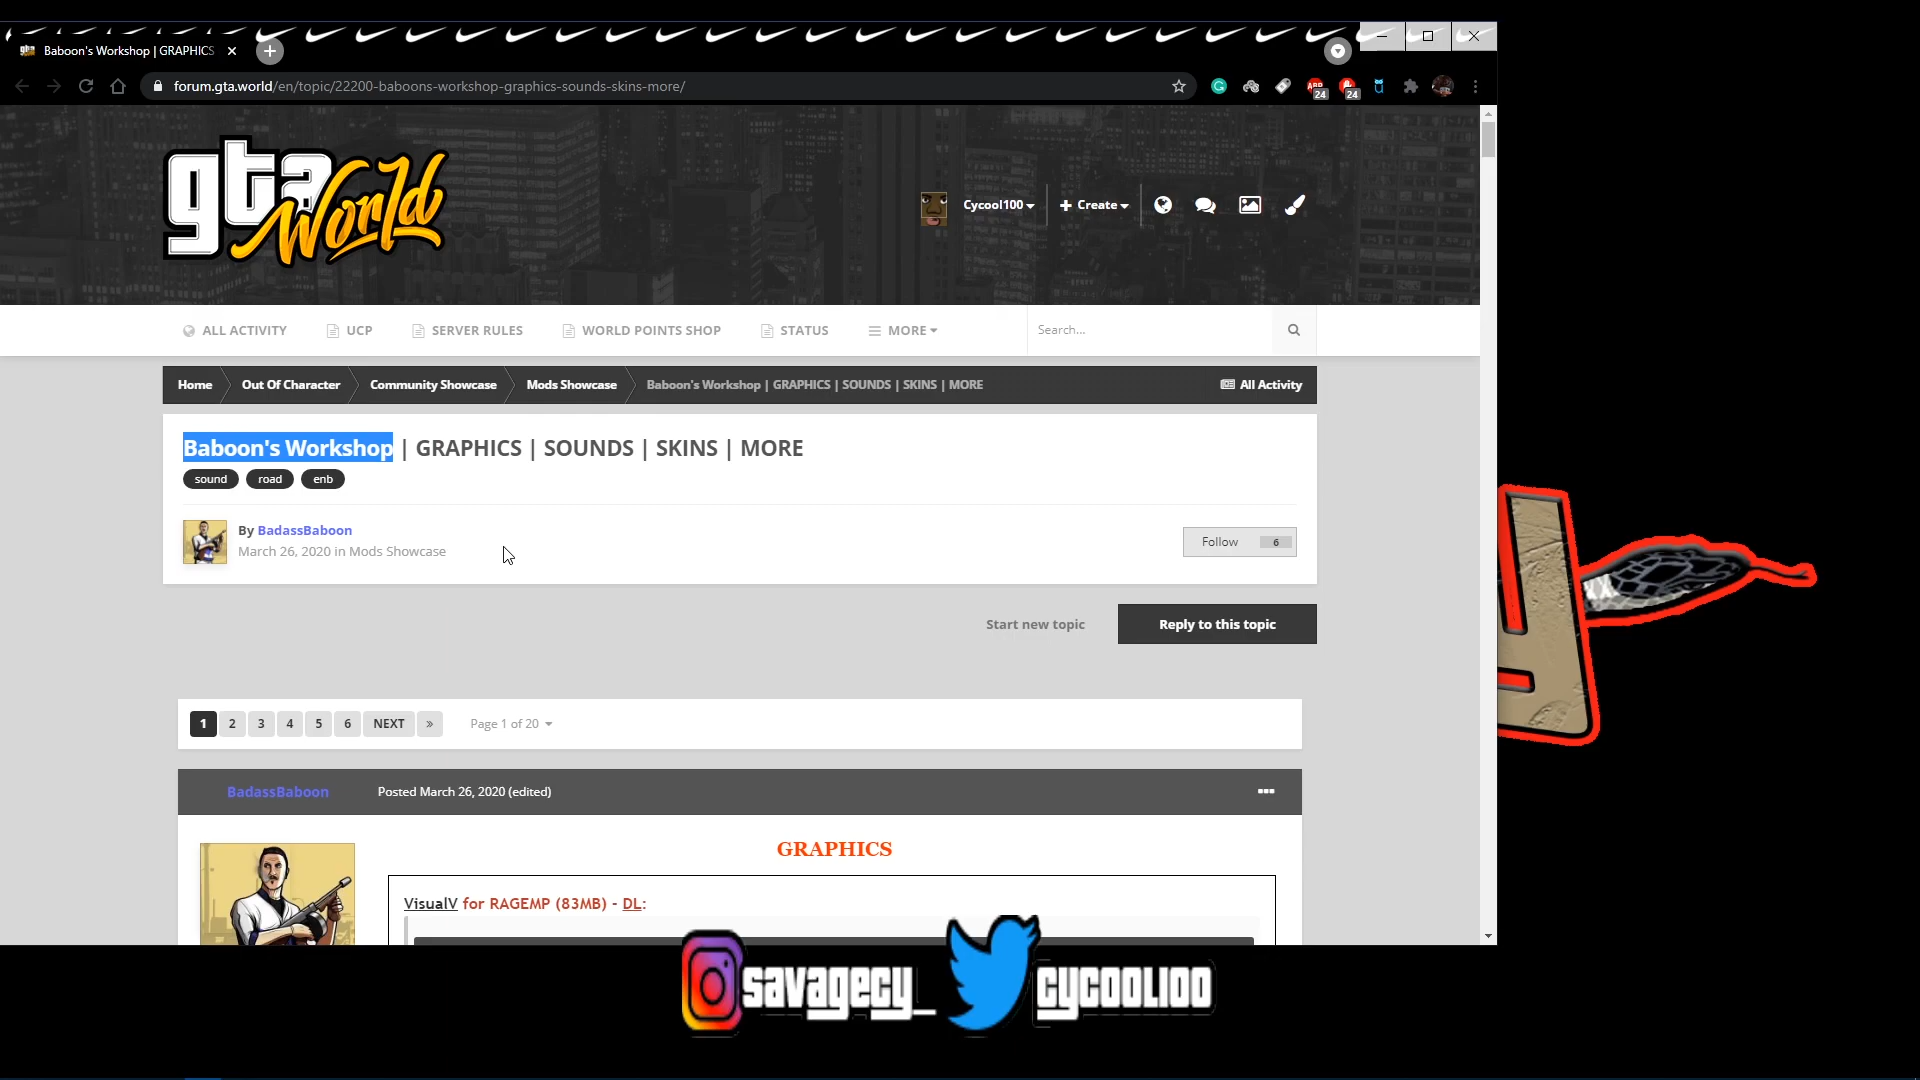 Baboon's Workshop | GRAPHICS
forum.gta.world/en/topic/22200-baboons-workshop-graphics-sounds-skins-more/
24 24
gta World
Cycool100 + Create
ALL ACTIVITY UCP SERVER RULES WORLD POINTS SHOP STATUS MORE Search...
Home Out Of Character Community Showcase Mods Showcase Baboon's Workshop | GRAPHICS | SOUNDS | SKINS | MORE All Activity
Baboon's Workshop | GRAPHICS | SOUNDS | SKINS | MORE
sound road enb
By BadassBaboon
March 26, 2020 in Mods Showcase
Follow 6
Start new topic Reply to this topic
1 2 3 4 5 6 NEXT » Page 1 of 20
BadassBaboon Posted March 26, 2020 (edited)
GRAPHICS
VisualV for RAGEMP (83MB) - DL:
savagecy_ cycool100